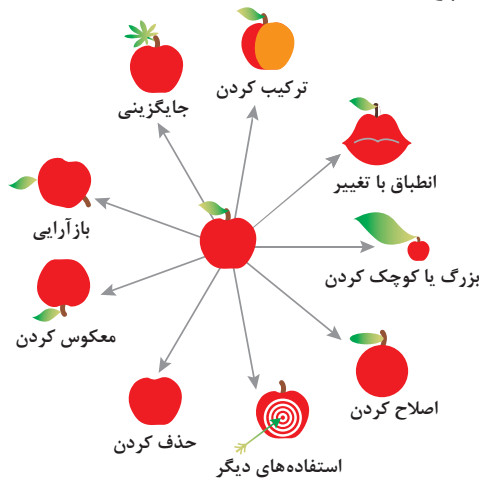 ترکیب کردن
جایگزینی
انطباق با تغییر
بازآرایی
بزرگ یا کوچک کردن
معکوس کردن
اصلاح کردن
حذف کردن
استفاده‌های دیگر